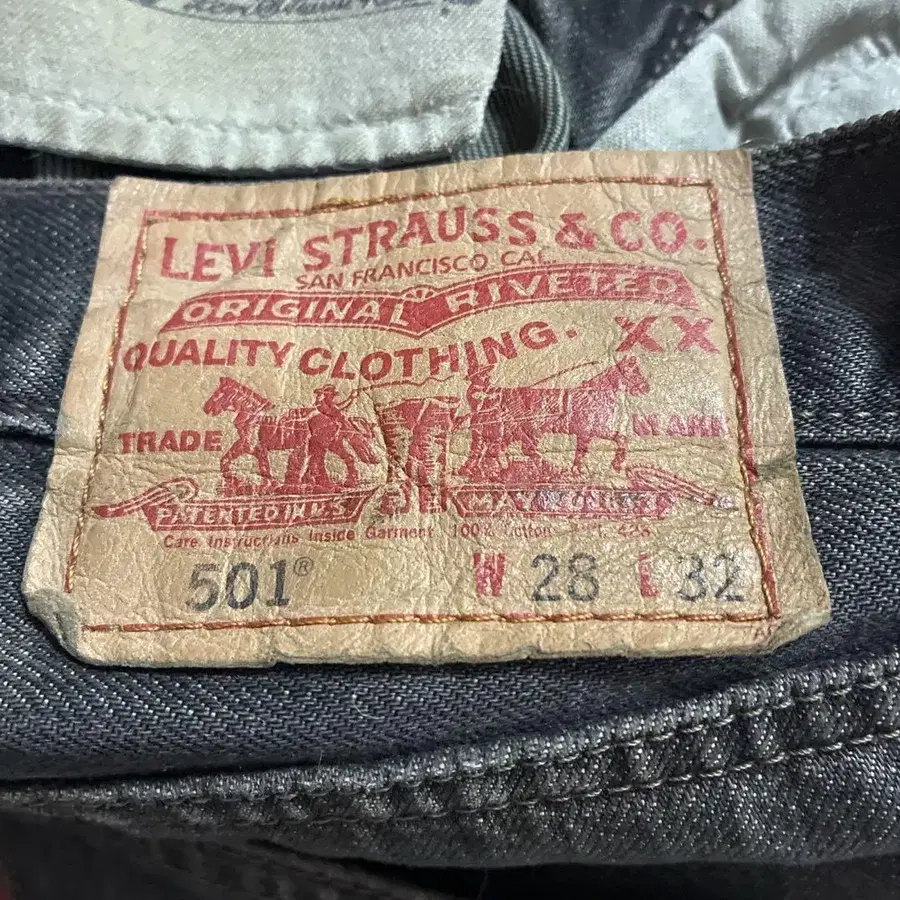 LEVI STRAUSS & CO.
SAN FRANCISCO CAL.
ORIGINAL RIVETED
QUALITY CLOTHING. XX
TRADE MARK
PATENTED IN U.S.
Care Instructions Inside Garment 100% Cotton
501® W 28 L 32